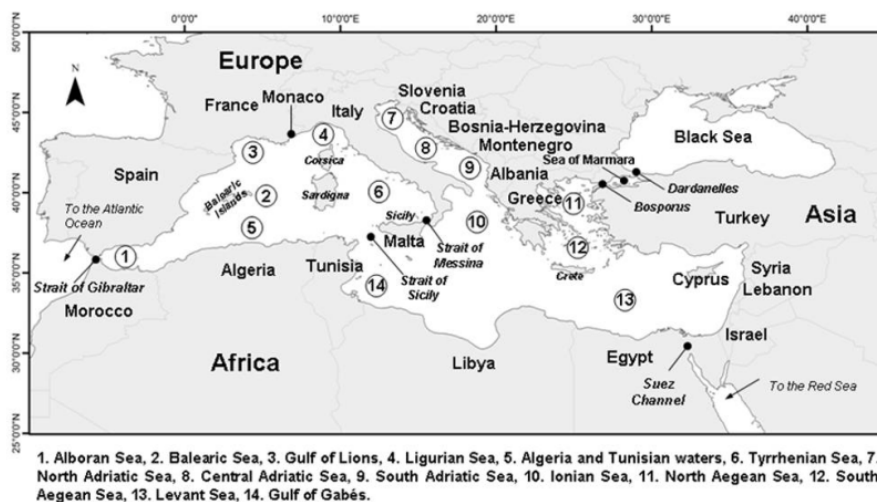 0°0'0"
10°0'0"E
20°0'0"E
30°0'0"E
40°0'0"E
50°0'0"N
45°0'0"N
40°0'0"N
35°0'0"N
30°0'0"N
25°0'0"N
N
Europe
France
Monaco
Italy
Slovenia
Croatia
Bosnia-Herzegovina
Montenegro
Black Sea
Sea of Marmara
Albania
Dardanelles
Greece
Bosporus
Turkey
Asia
Spain
Corsica
Balearic
Islands
Sardigna
Sicily
To the Atlantic
Ocean
Malta
Strait of
Messina
Strait of Gibraltar
Algeria
Tunisia
Strait of
Sicily
Crete
Cyprus
Syria
Lebanon
Morocco
Israel
Africa
Libya
Egypt
Suez
Channel
To the Red Sea
1
2
3
4
5
6
7
8
9
10
11
12
13
14
1. Alboran Sea, 2. Balearic Sea, 3. Gulf of Lions, 4. Ligurian Sea, 5. Algeria and Tunisian waters, 6. Tyrrhenian Sea, 7.
North Adriatic Sea, 8. Central Adriatic Sea, 9. South Adriatic Sea, 10. Ionian Sea, 11. North Aegean Sea, 12. South
Aegean Sea, 13. Levant Sea, 14. Gulf of Gabés.